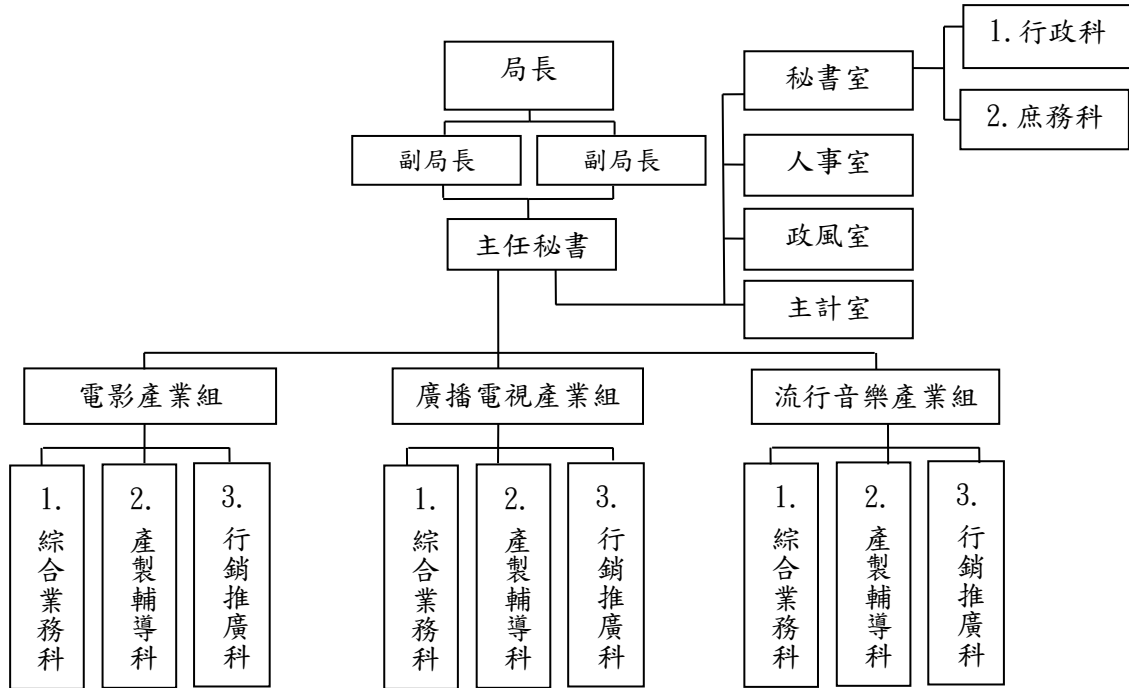 局長
副局長
副局長
主任秘書
秘書室
1.行政科
2.庶務科
人事室
政風室
主計室
電影產業組
1.綜合業務科
2.產製輔導科
3.行銷推廣科
廣播電視產業組
1.綜合業務科
2.產製輔導科
3.行銷推廣科
流行音樂產業組
1.綜合業務科
2.產製輔導科
3.行銷推廣科